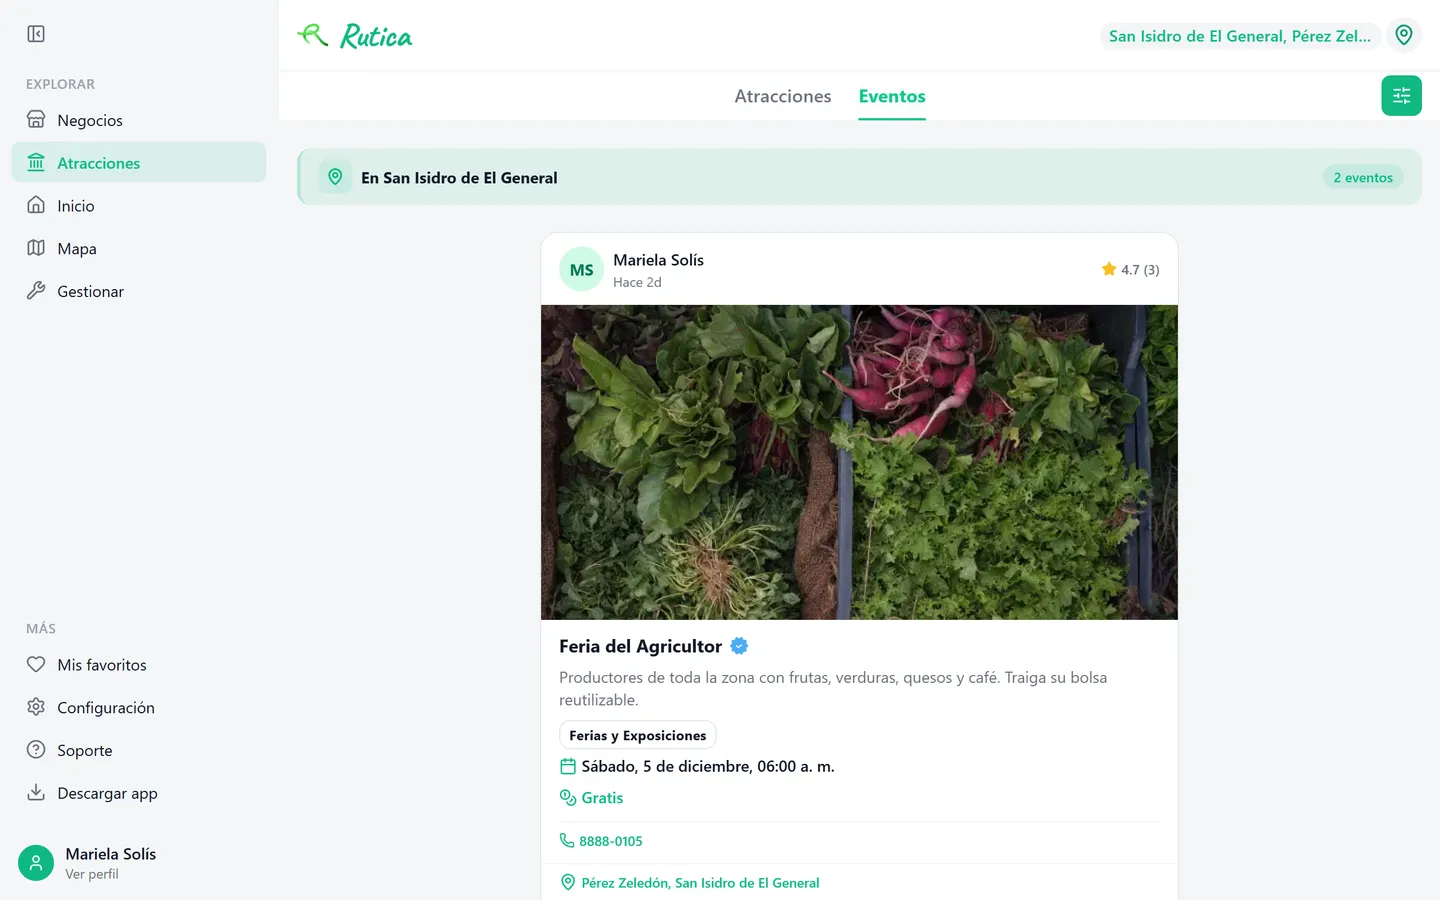 EXPLORAR
Negocios
Atracciones
Inicio
Mapa
Gestionar
MÁS
Mis favoritos
Configuración
Soporte
Descargar app
Mariela Solís
Ver perfil
Rutica
San Isidro de El General, Pérez Zel...
Atracciones
Eventos
En San Isidro de El General
2 eventos
MS
Mariela Solís
Hace 2d
4.7 (3)
Feria del Agricultor
Productores de toda la zona con frutas, verduras, quesos y café. Traiga su bolsa
reutilizable.
Ferias y Exposiciones
Sábado, 5 de diciembre, 06:00 a. m.
Gratis
8888-0105
Pérez Zeledón, San Isidro de El General